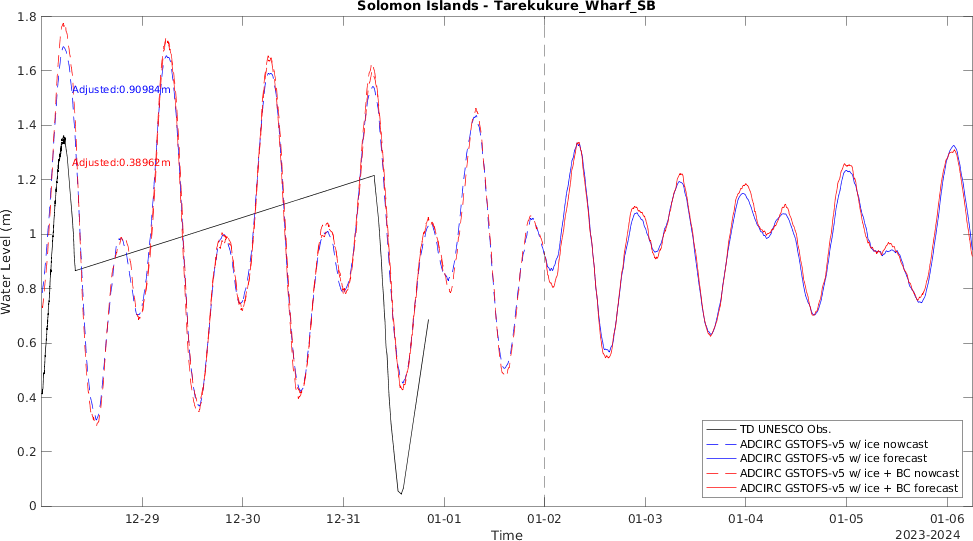 Solomon Islands - Tarekukure_Wharf_SB
Water Level (m)
1.8
1.6
1.4
1.2
1
0.8
0.6
0.4
0.2
0
Adjusted:0.90984m
Adjusted:0.38962m
TD UNESCO Obs.
ADCIRC GSTOFS-v5 w/ ice nowcast
ADCIRC GSTOFS-v5 w/ ice forecast
ADCIRC GSTOFS-v5 w/ ice + BC nowcast
ADCIRC GSTOFS-v5 w/ ice + BC forecast
12-29 12-30 12-31 01-01 01-02 01-03 01-04 01-05 01-06
Time
2023-2024